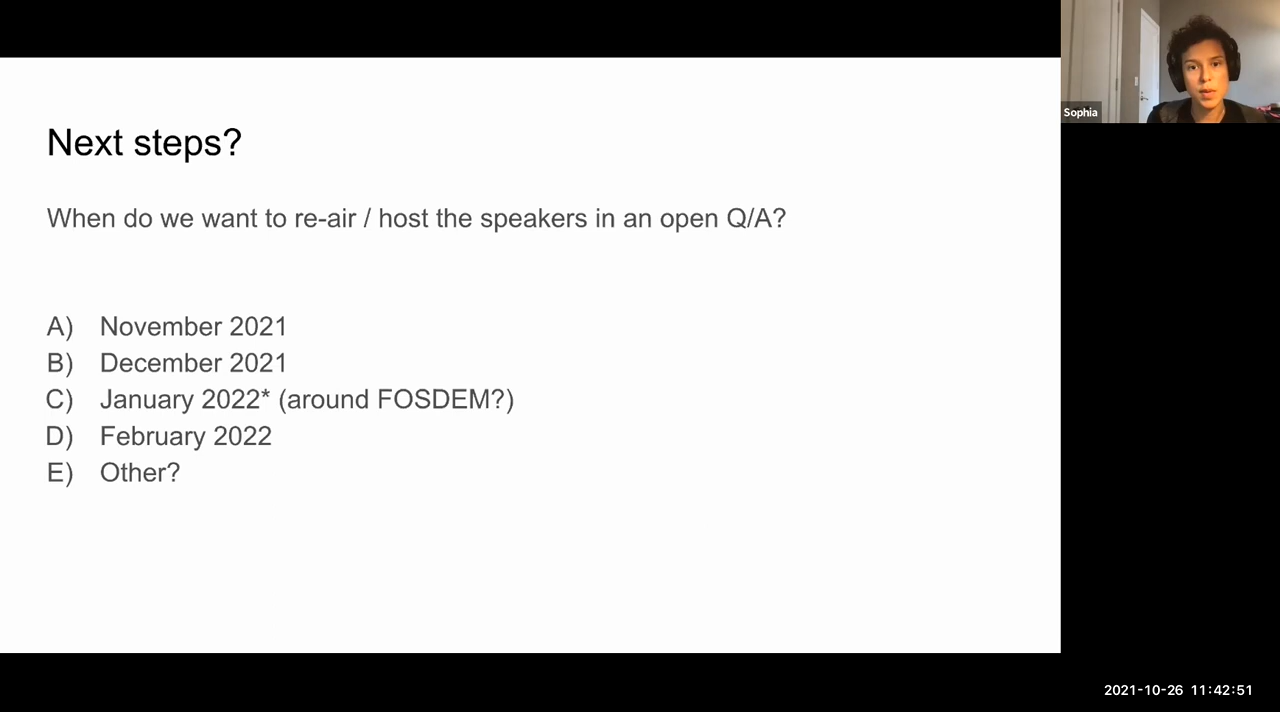 Next steps?
When do we want to re-air / host the speakers in an open Q/A?
A) November 2021
B) December 2021
C) January 2022* (around FOSDEM?)
D) February 2022
E) Other?
Sophia
2021-10-26 11:42:51